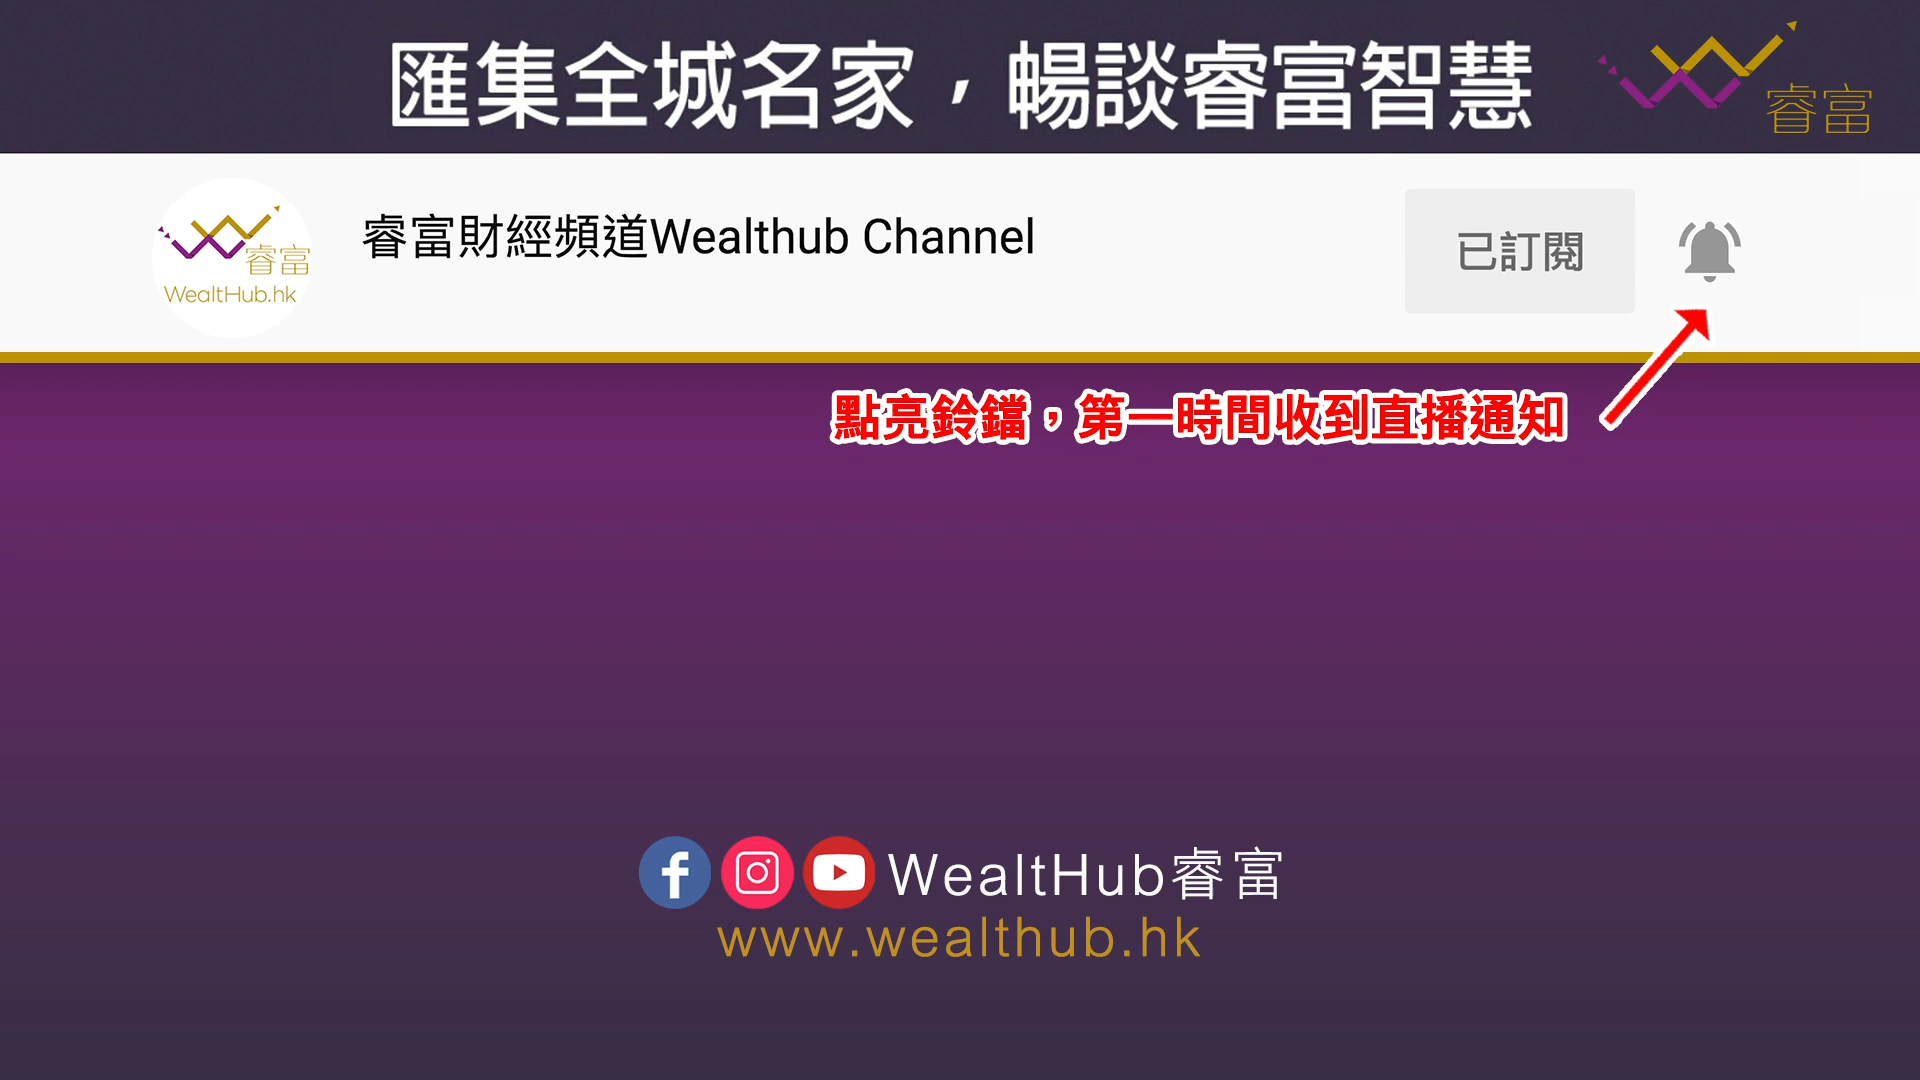 匯集全城名家，暢談睿富智慧
睿富
睿富
WealtHub.hk
睿富財經頻道Wealthub Channel
已訂閱
點亮鈴鐺，第一時間收到直播通知
WealtHub睿富
www.wealthub.hk